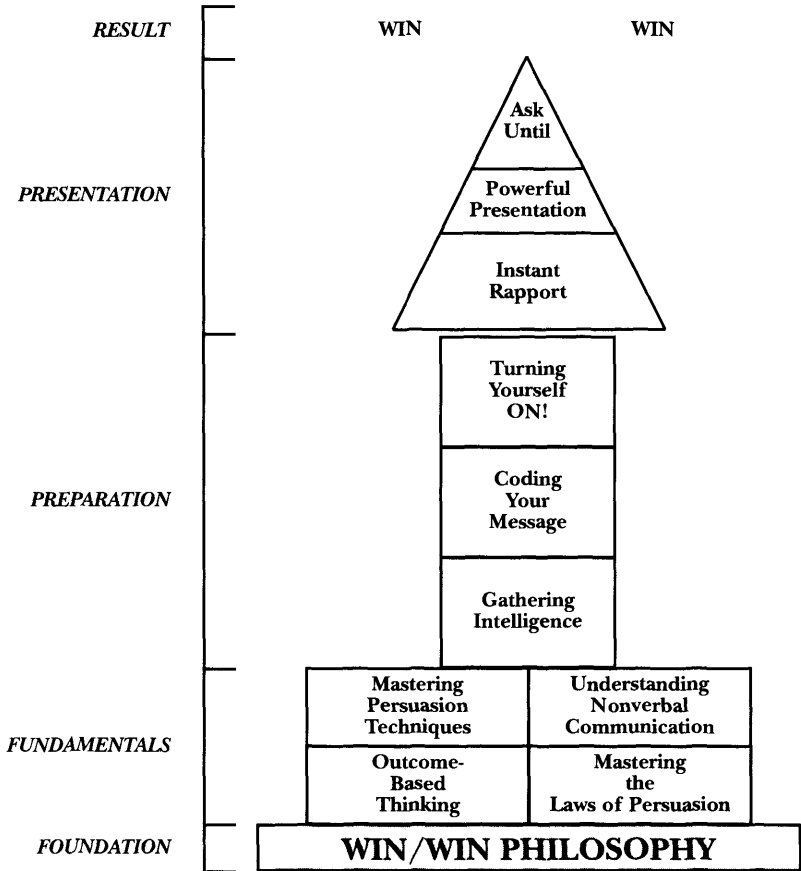 RESULT
WIN
WIN
PRESENTATION
Ask
Until
Powerful
Presentation
Instant
Rapport
PREPARATION
Turning
Yourself
ON!
Coding
Your
Message
Gathering
Intelligence
FUNDAMENTALS
Mastering
Persuasion
Techniques
Understanding
Nonverbal
Communication
Outcome-
Based
Thinking
Mastering
the
Laws of Persuasion
FOUNDATION
WIN/WIN PHILOSOPHY